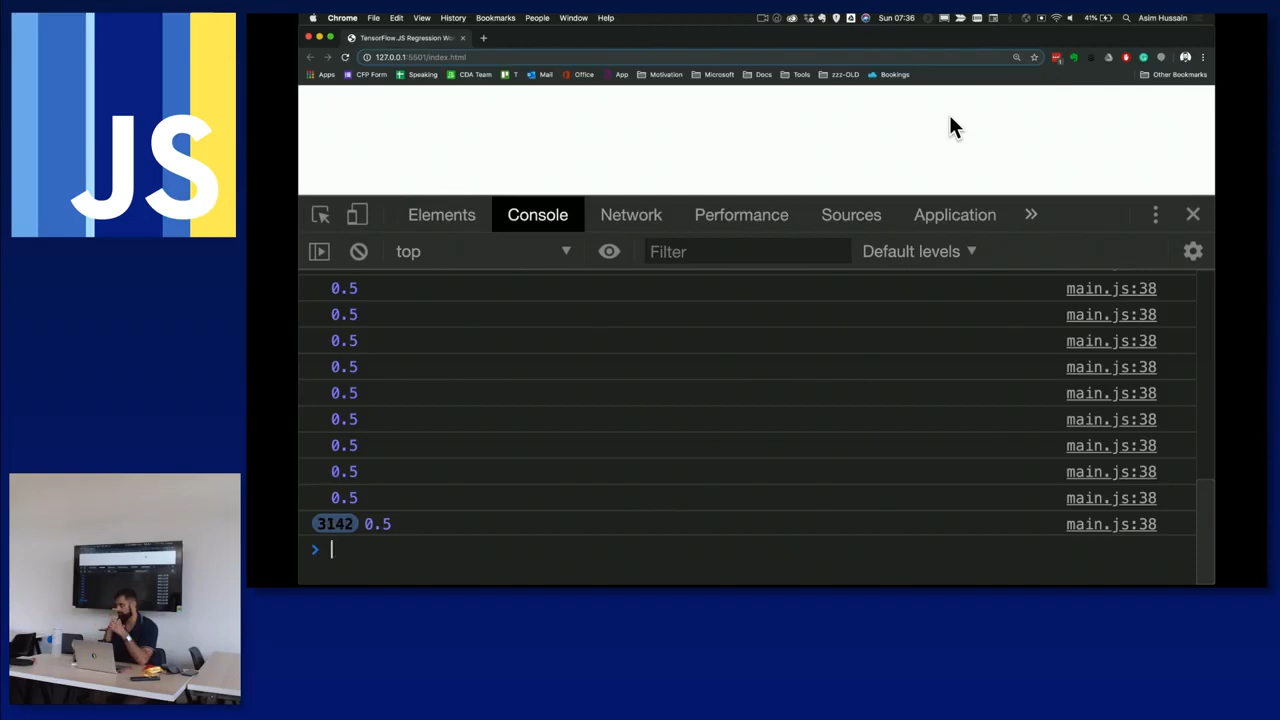 JS
Chrome File Edit View History Bookmarks People Window Help 41% Sun 07:36 Asim Hussain
TensorFlow.JS Regression Wo
127.0.0.1:5501/index.html
Apps CFP Form Speaking CDA Team T Mail Office App Motivation Microsoft Docs Tools zzz-OLD Bookings Other Bookmarks
Elements Console Network Performance Sources Application »
top Filter Default levels
0.5 main.js:38
0.5 main.js:38
0.5 main.js:38
0.5 main.js:38
0.5 main.js:38
0.5 main.js:38
0.5 main.js:38
0.5 main.js:38
0.5 main.js:38
3142 0.5 main.js:38
>